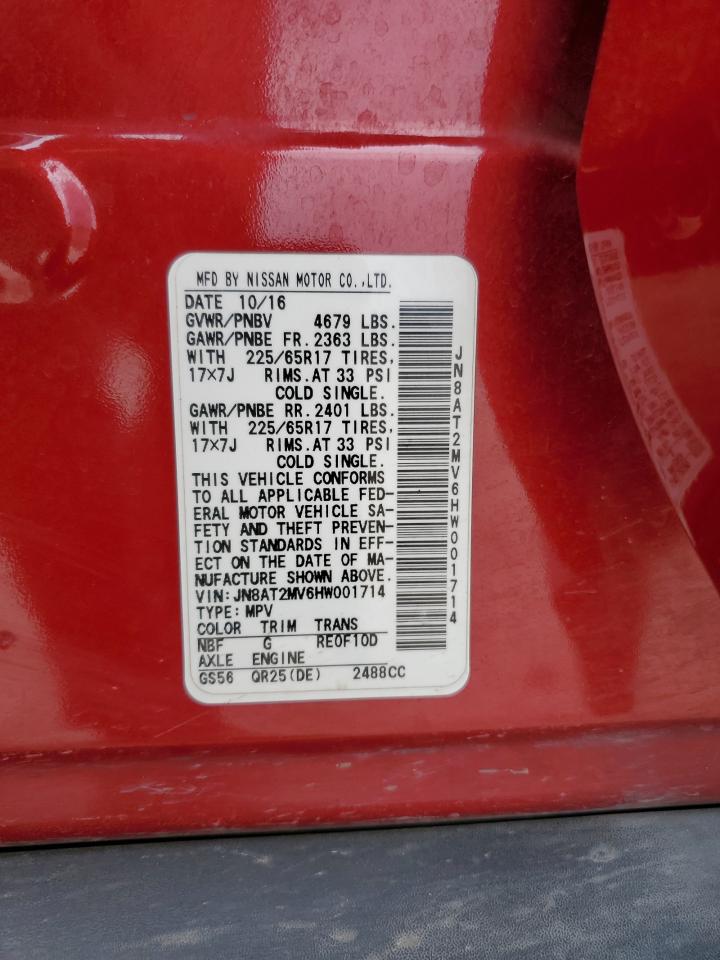 MFD BY NISSAN MOTOR CO.,LTD.
DATE 10/16
GVWR/PNBV 4679 LBS.
GAWR/PNBE FR. 2363 LBS.
WITH 225/65R17 TIRES,
17×7J RIMS.AT 33 PSI
COLD SINGLE.
GAWR/PNBE RR. 2401 LBS.
WITH 225/65R17 TIRES,
17×7J RIMS.AT 33 PSI
COLD SINGLE.
THIS VEHICLE CONFORMS
TO ALL APPLICABLE FED-
ERAL MOTOR VEHICLE SA-
FETY AND THEFT PREVEN-
TION STANDARDS IN EFF-
ECT ON THE DATE OF MA-
NUFACTURE SHOWN ABOVE.
VIN:JN8AT2MV6HW001714
TYPE:MPV
COLOR TRIM TRANS
NBF G RE0F10D
AXLE ENGINE
GS56 QR25(DE) 2488CC
JN8AT2MV6HW001714